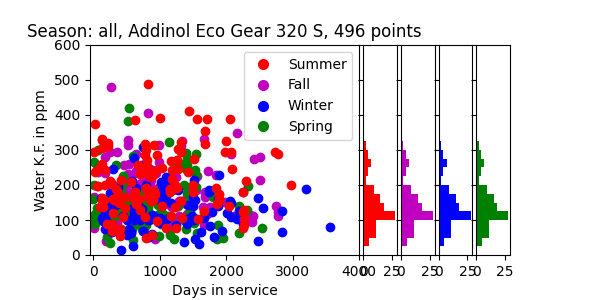 Season: all, Addinol Eco Gear 320 S, 496 points
Water K.F. in ppm
600
500
400
300
200
100
0
Summer
Fall
Winter
Spring
0 1000 2000 3000 4000 25 0 25 0 25 0 25
Days in service